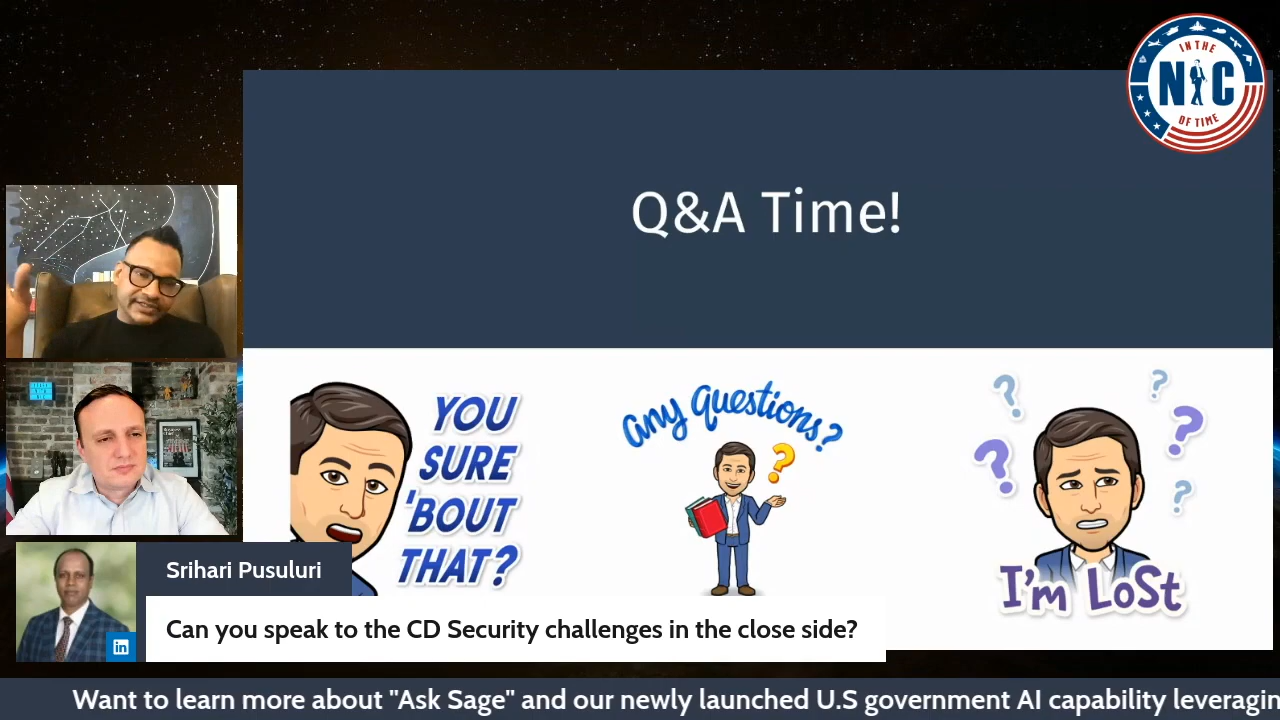 IN THE
NIC
OF TIME
Q&A Time!
YOU
SURE
'BOUT
THAT?
any questions?
I'm LoSt
Srihari Pusuluri
in
Can you speak to the CD Security challenges in the close side?
Want to learn more about "Ask Sage" and our newly launched U.S government AI capability leveragin